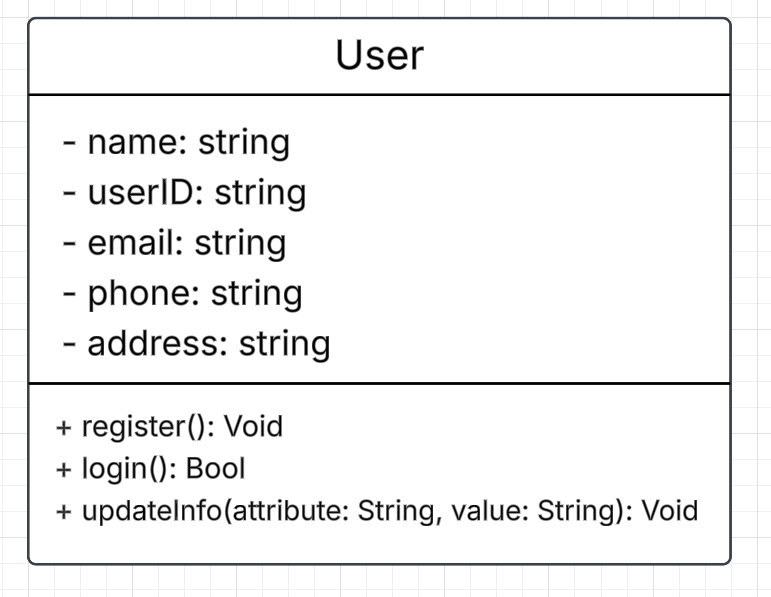 User
- name: string
- userID: string
- email: string
- phone: string
- address: string
+ register(): Void
+ login(): Bool
+ updateInfo(attribute: String, value: String): Void